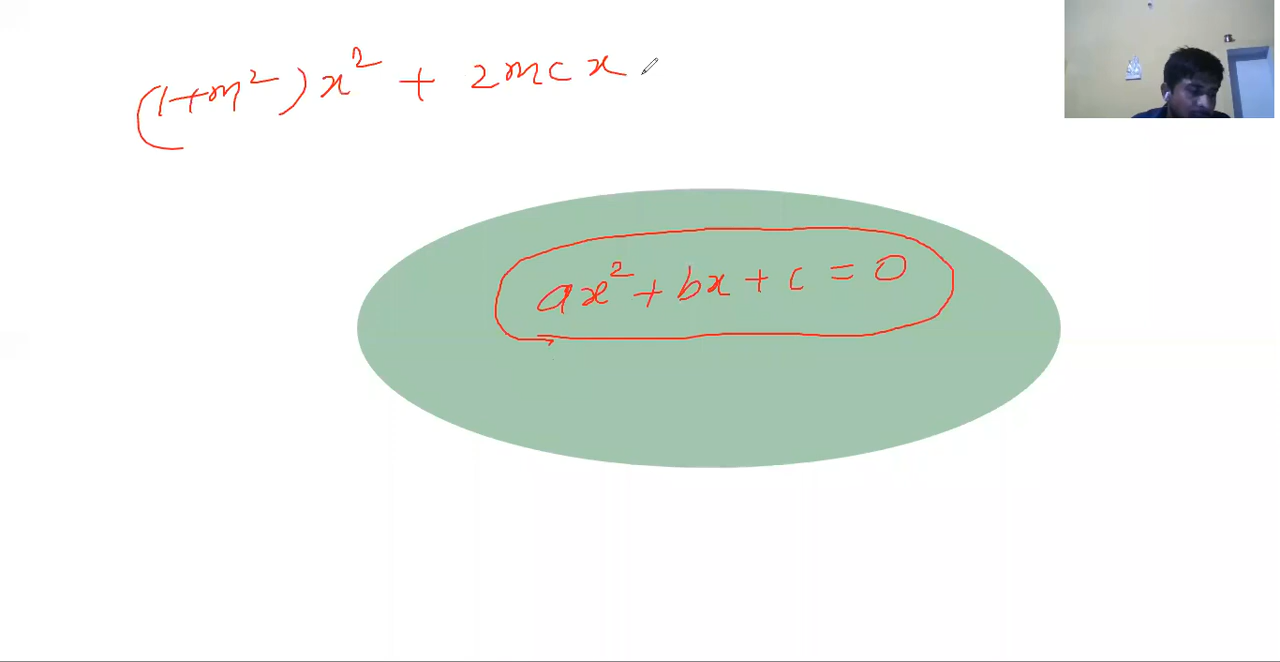 (1+m²)x² + 2mcx
ax² + bx + c = 0